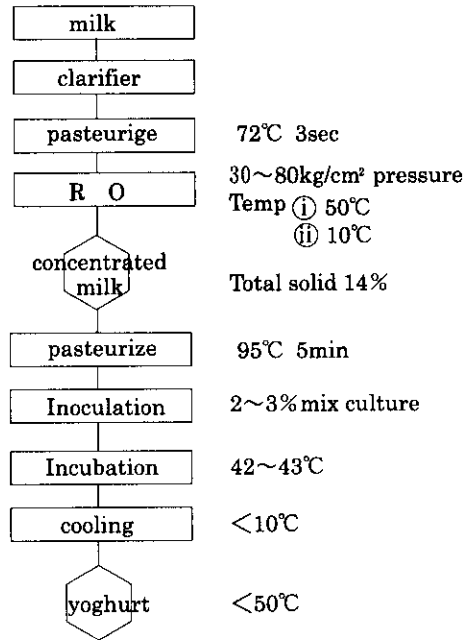 milk
clarifier
pasteurige 72℃ 3sec
30～80kg/cm² pressure
R O
Temp ⓘ 50℃
ⅱ 10℃
concentrated
milk
Total solid 14%
pasteurize 95℃ 5min
Inoculation 2～3% mix culture
Incubation 42～43℃
cooling <10℃
yoghurt <50℃